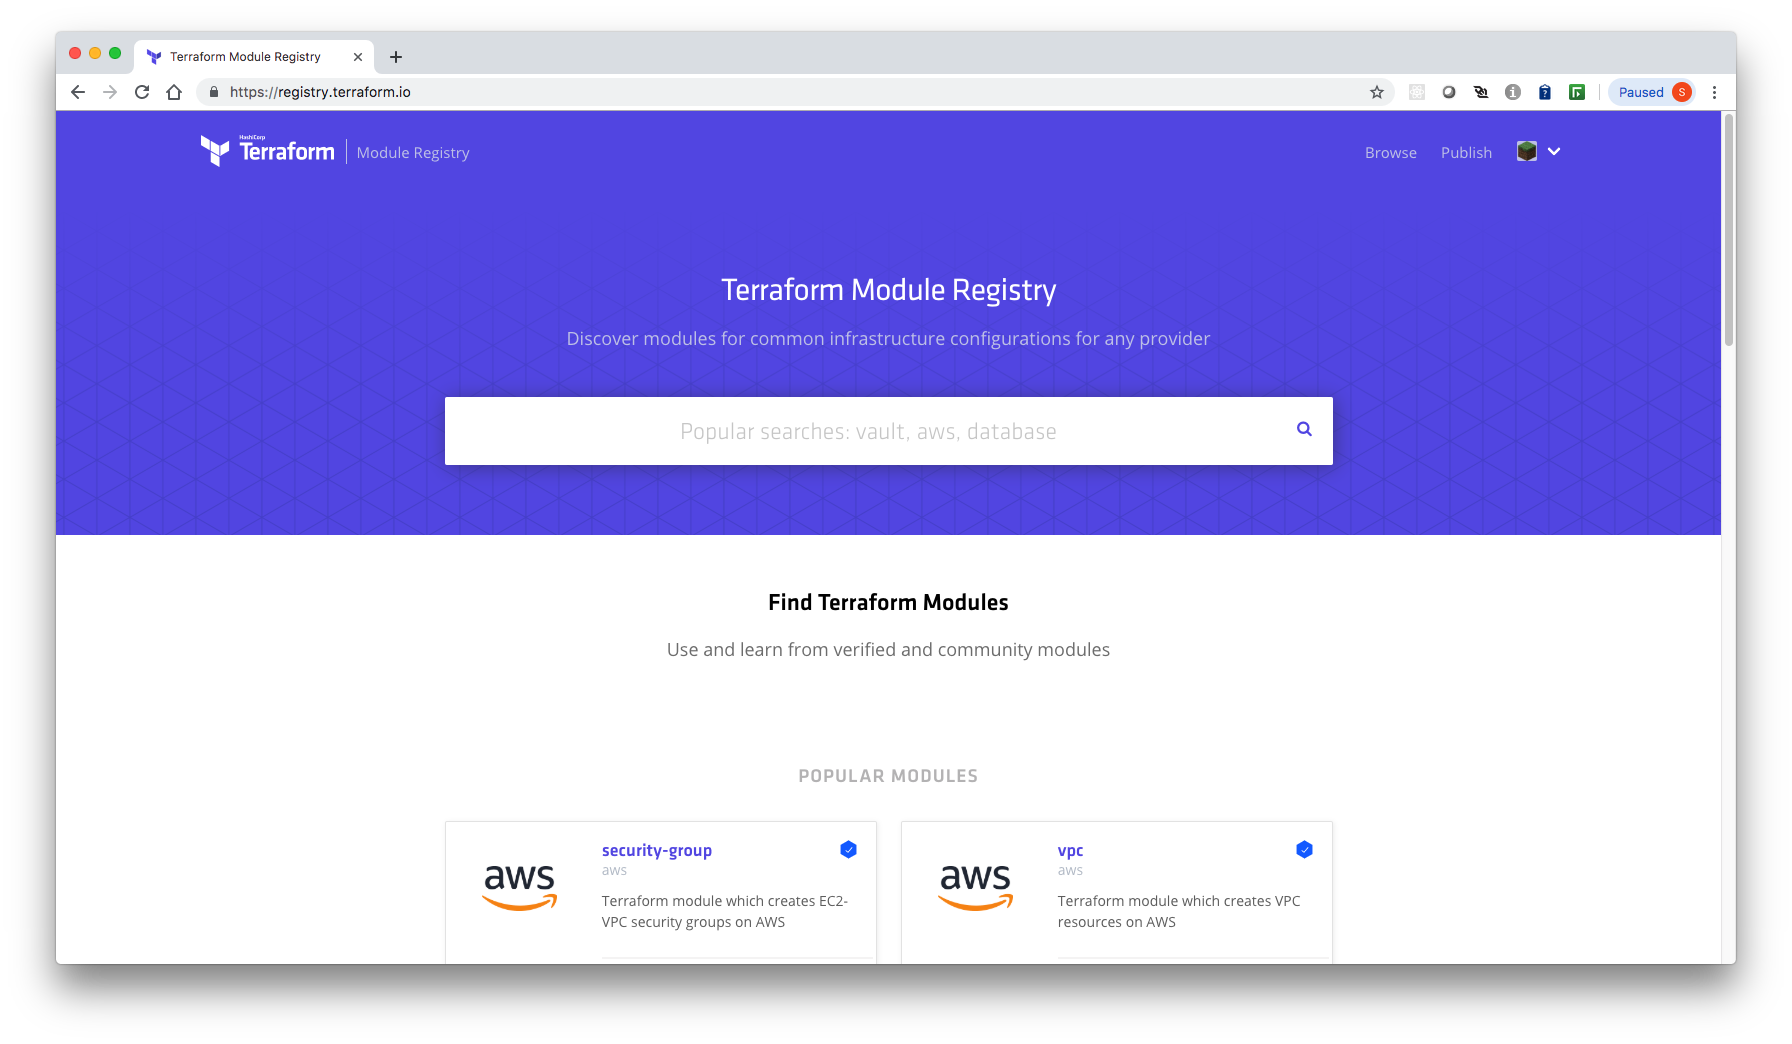 Terraform Module Registry
https://registry.terraform.io
Paused S
HashiCorp
Terraform Module Registry
Browse Publish
Terraform Module Registry
Discover modules for common infrastructure configurations for any provider
Popular searches: vault, aws, database
Find Terraform Modules
Use and learn from verified and community modules
POPULAR MODULES
aws
security-group
aws
Terraform module which creates EC2-
VPC security groups on AWS
aws
vpc
aws
Terraform module which creates VPC
resources on AWS